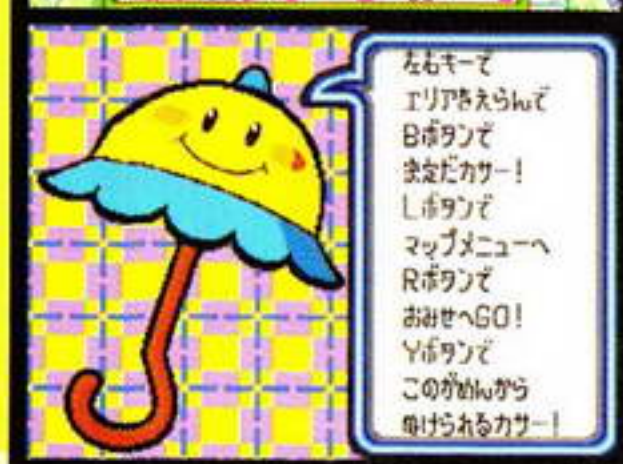 左右キーで
エリアをえらんで
Bボタンで
決定だカサー!
Lボタンで
マップメニューへ
Rボタンで
おみせへGO!
Yボタンで
このがめんから
ぬけられるカサー!